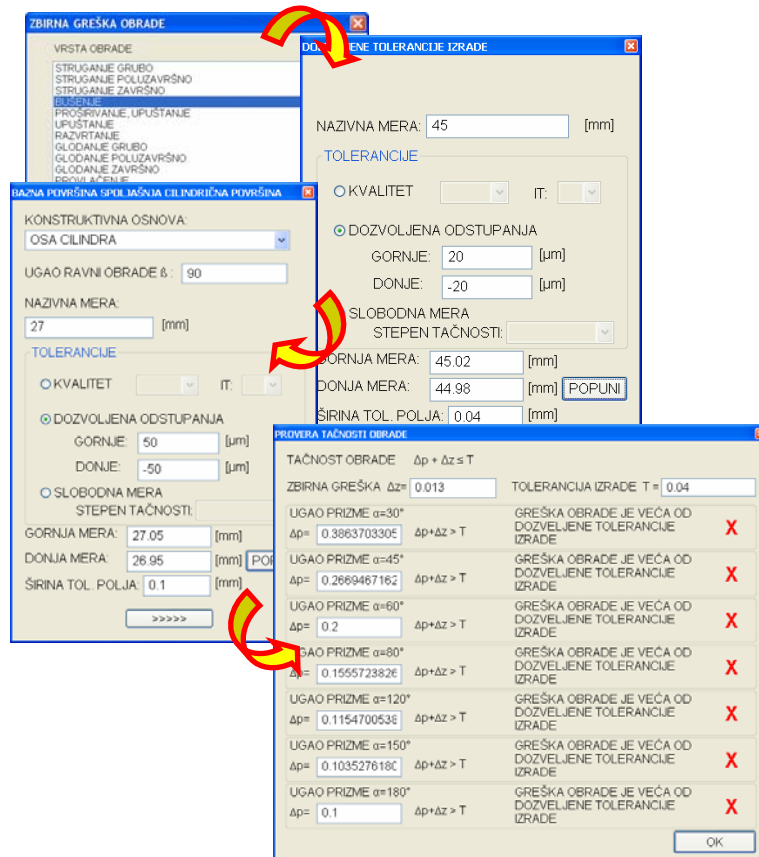 ZBIRNA GREŠKA OBRADE
VRSTA OBRADE
STRUGANJE GRUBO
STRUGANJE POLUZAVRŠNO
STRUGANJE ZAVRŠNO
BUŠENJE
PROŠIRIVANJE, UPUŠTANJE
UPUŠTANJE
RAZVRTANJE
GLODANJE GRUBO
GLODANJE POLUZAVRŠNO
GLODANJE ZAVRŠNO
PROVLAČENJE
TOLERANCIJE IZRADE
NAZIVNA MERA: 45 [mm]
TOLERANCIJE
KVALITET IT:
DOZVOLJENA ODSTUPANJA
GORNJE: 20 [µm]
DONJE: -20 [µm]
SLOBODNA MERA
STEPEN TAČNOSTI:
GORNJA MERA: 45.02 [mm]
DONJA MERA: 44.98 [mm] POPUNI
ŠIRINA TOL. POLJA: 0.04 [mm]
BAZNA POVRŠINA SPOLJAŠNJA CILINDRIČNA POVRŠINA
KONSTRUKTIVNA OSNOVA:
OSA CILINDRA
UGAO RAVNI OBRADE ß : 90
NAZIVNA MERA:
27 [mm]
TOLERANCIJE
KVALITET IT:
DOZVOLJENA ODSTUPANJA
GORNJE: 50 [µm]
DONJE: -50 [µm]
SLOBODNA MERA
STEPEN TAČNOSTI:
GORNJA MERA: 27.05 [mm]
DONJA MERA: 26.95 [mm]
ŠIRINA TOL. POLJA: 0.1 [mm]
>>>>>
PROVERA TAČNOSTI OBRADE
TAČNOST OBRADE Δp + Δz ≤ T
ZBIRNA GREŠKA Δz= 0.013 TOLERANCIJA IZRADE T = 0.04
UGAO PRIZME α=30° GREŠKA OBRADE JE VEĆA OD
DOZVELJENE TOLERANCIJE
Δp= 0.3863703305 Δp+Δz > T IZRADE X
UGAO PRIZME α=45° GREŠKA OBRADE JE VEĆA OD
DOZVELJENE TOLERANCIJE
Δp= 0.2669467162 Δp+Δz > T IZRADE X
UGAO PRIZME α=60° GREŠKA OBRADE JE VEĆA OD
DOZVELJENE TOLERANCIJE
Δp= 0.2 Δp+Δz > T IZRADE X
UGAO PRIZME α=80° GREŠKA OBRADE JE VEĆA OD
DOZVELJENE TOLERANCIJE
Δp= 0.1555723826 Δp+Δz > T IZRADE X
UGAO PRIZME α=120° GREŠKA OBRADE JE VEĆA OD
DOZVELJENE TOLERANCIJE
Δp= 0.1154700538 Δp+Δz > T IZRADE X
UGAO PRIZME α=150° GREŠKA OBRADE JE VEĆA OD
DOZVELJENE TOLERANCIJE
Δp= 0.103527618 Δp+Δz > T IZRADE X
UGAO PRIZME α=180° GREŠKA OBRADE JE VEĆA OD
DOZVELJENE TOLERANCIJE
Δp= 0.1 Δp+Δz > T IZRADE X
OK